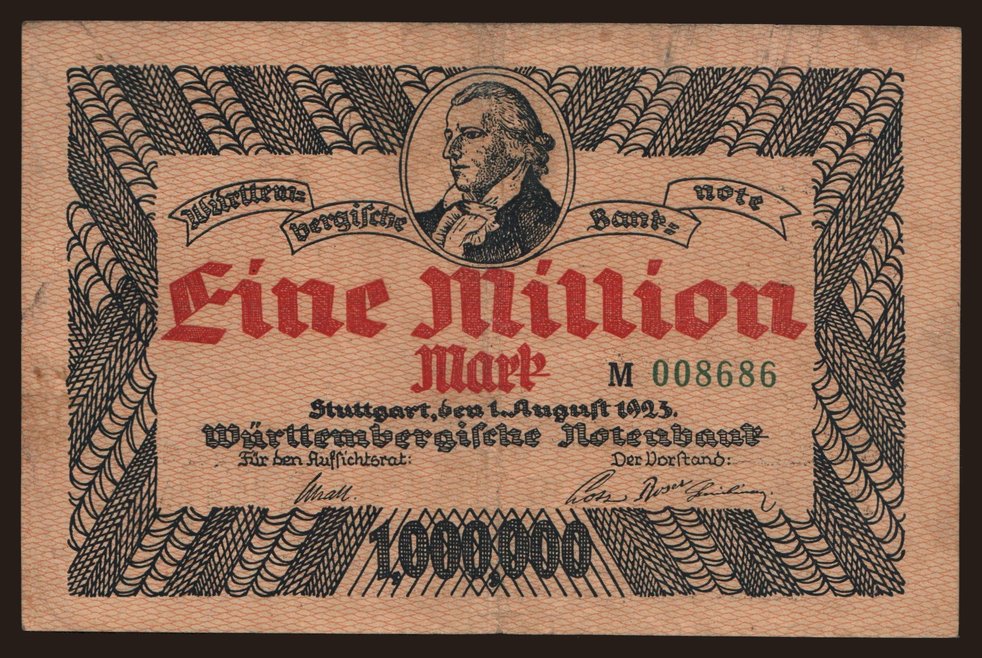 Württem=
bergische
Bank=
note
Eine Million
Mark
M 008686
Stuttgart, den 1. August 1923.
Württembergische Notenbank
Für den Aufsichtsrat:
Der Vorstand:
1,000,000